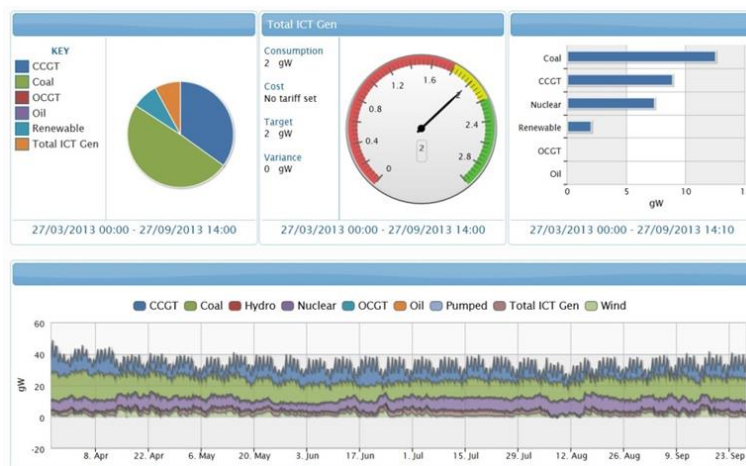 Total ICT Gen
KEY
CCGT
Coal
OCGT
Oil
Renewable
Total ICT Gen
27/03/2013 00:00 - 27/09/2013 14:00
Consumption
2 gW
Cost
No tariff set
Target
2 gW
Variance
0 gW
0
0.4
0.8
1.2
1.6
2
2.4
2.8
2
27/03/2013 00:00 - 27/09/2013 14:00
Coal
CCGT
Nuclear
Renewable
OCGT
Oil
0 5 10 1
gW
27/03/2013 00:00 - 27/09/2013 14:10
CCGT Coal Hydro Nuclear OCGT Oil Pumped Total ICT Gen Wind
60
40
20
0
-20
gW
8. Apr 22. Apr 6. May 20. May 3. Jun 17. Jun 1. Jul 15. Jul 29. Jul 12. Aug 26. Aug 9. Sep 23. Sep